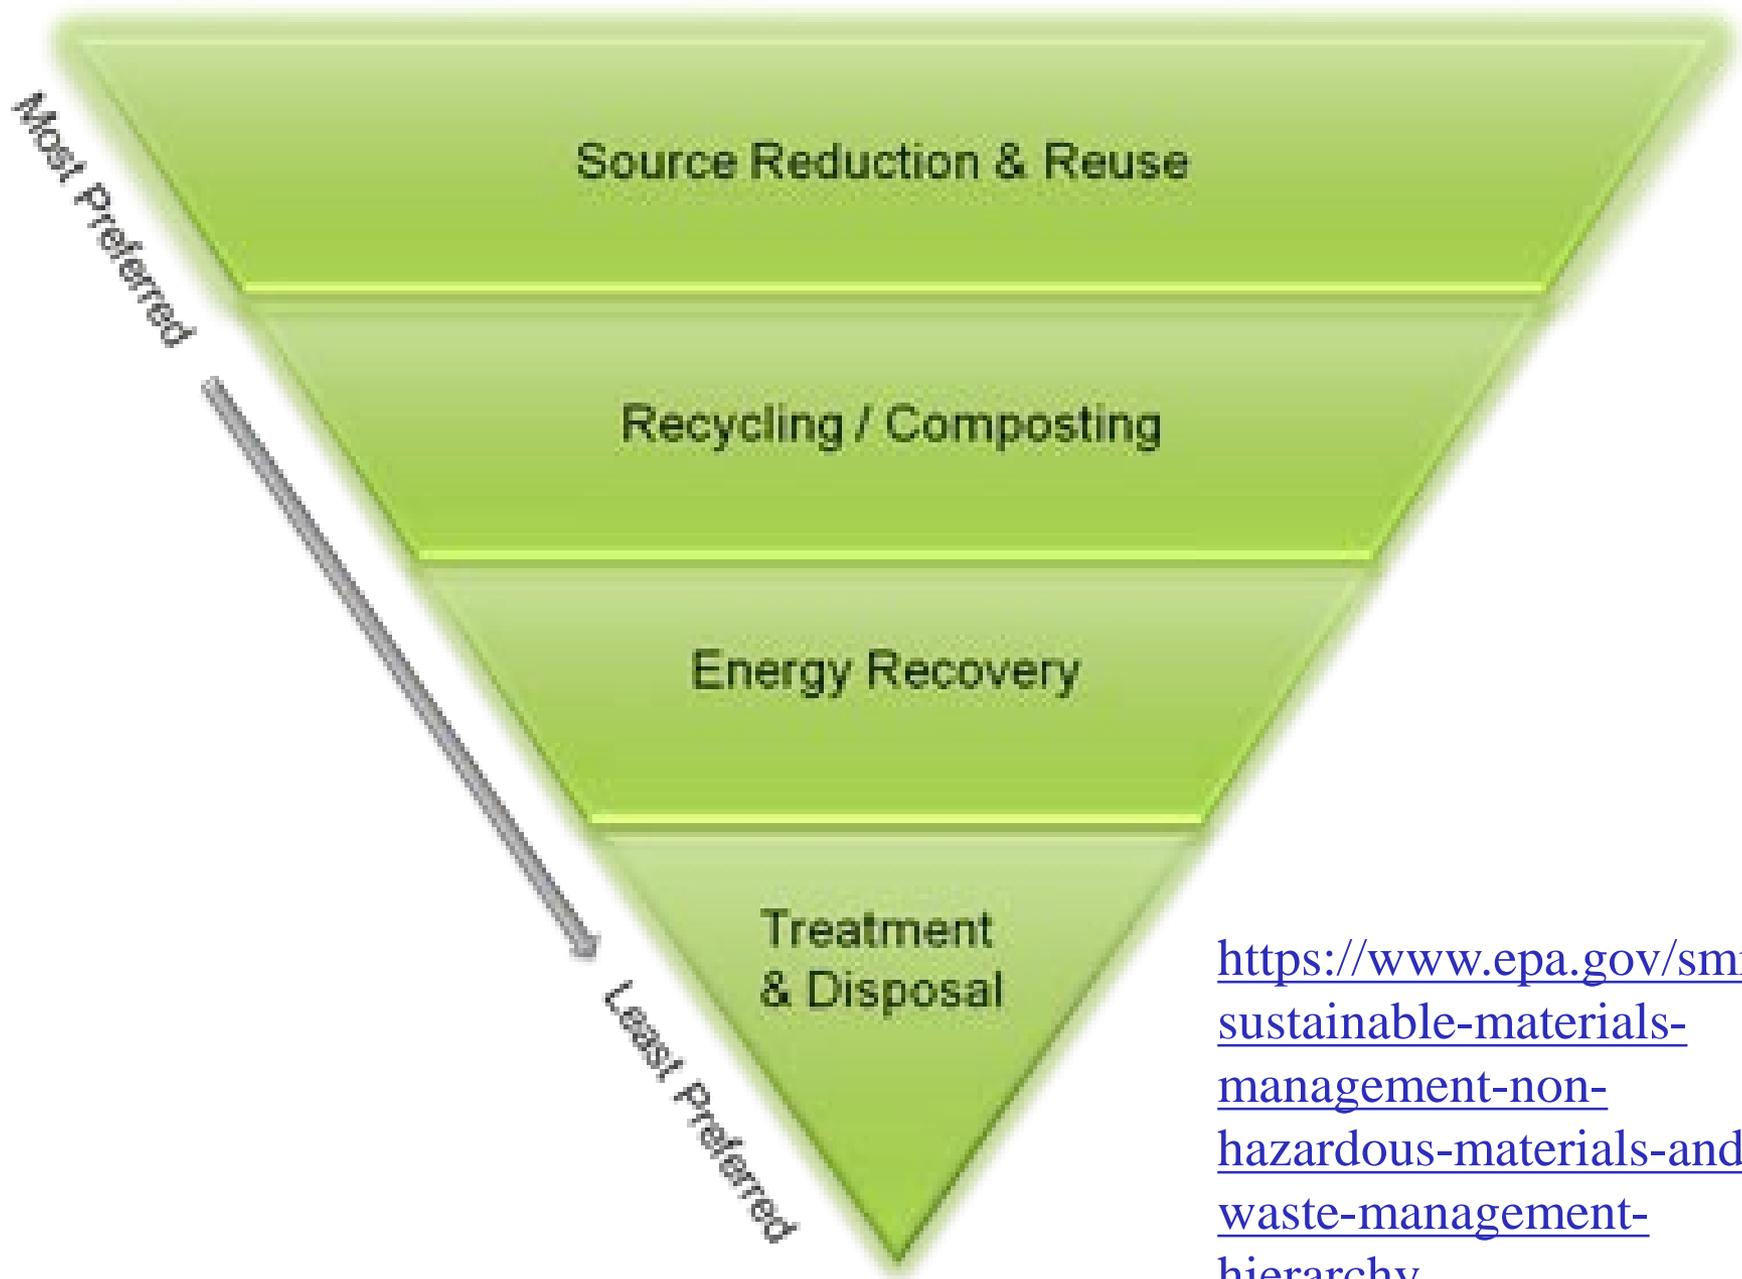 Most Preferred
Source Reduction & Reuse
Recycling / Composting
Energy Recovery
Treatment
& Disposal
Least Preferred
https://www.epa.gov/sm
sustainable-materials-
management-non-
hazardous-materials-and
waste-management-
hierarchy